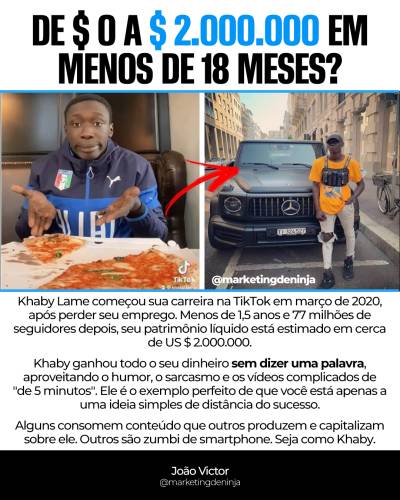 DE $ 0 A $ 2.000.000 EM
MENOS DE 18 MESES?
TikTok
@marketingdeninja
Khaby Lame começou sua carreira na TikTok em março de 2020,
após perder seu emprego. Menos de 1,5 anos e 77 milhões de
seguidores depois, seu patrimônio líquido está estimado em cerca
de US $ 2.000.000.
Khaby ganhou todo o seu dinheiro sem dizer uma palavra,
aproveitando o humor, o sarcasmo e os vídeos complicados de
"de 5 minutos". Ele é o exemplo perfeito de que você está apenas a
uma ideia simples de distância do sucesso.
Alguns consomem conteúdo que outros produzem e capitalizam
sobre ele. Outros são zumbi de smartphone. Seja como Khaby.
João Victor
@marketingdeninja